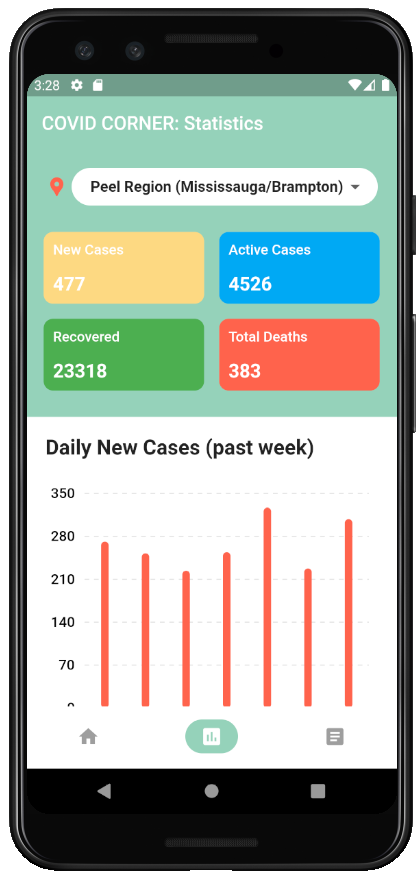 3:28
COVID CORNER: Statistics
Peel Region (Mississauga/Brampton)
New Cases
Active Cases
477
4526
Recovered
Total Deaths
23318
383
Daily New Cases (past week)
350
280
210
140
70
0